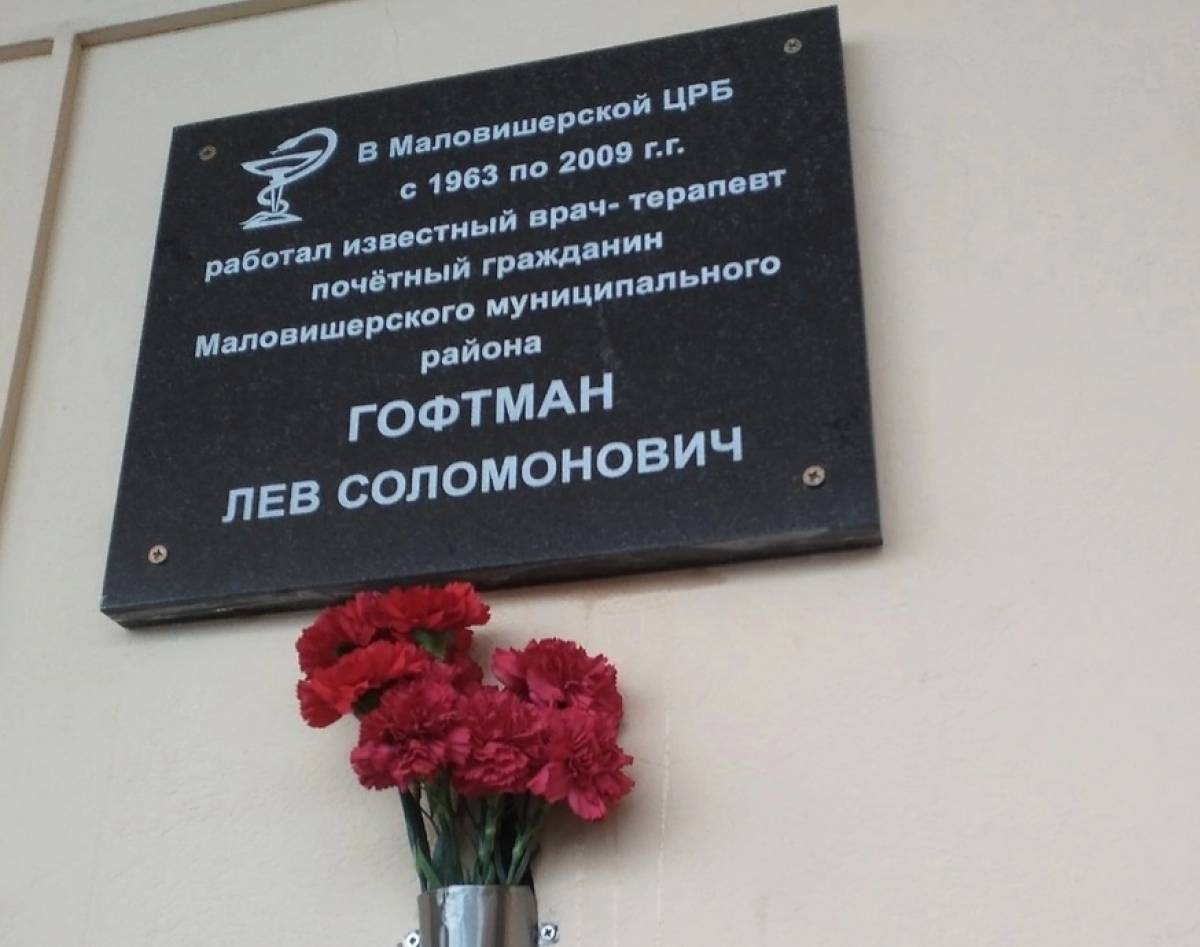 В Маловишерской ЦРБ
с 1963 по 2009 г.г.
работал известный врач- терапевт
почётный гражданин
Маловишерского муниципального
района
ГОФТМАН
ЛЕВ СОЛОМОНОВИЧ